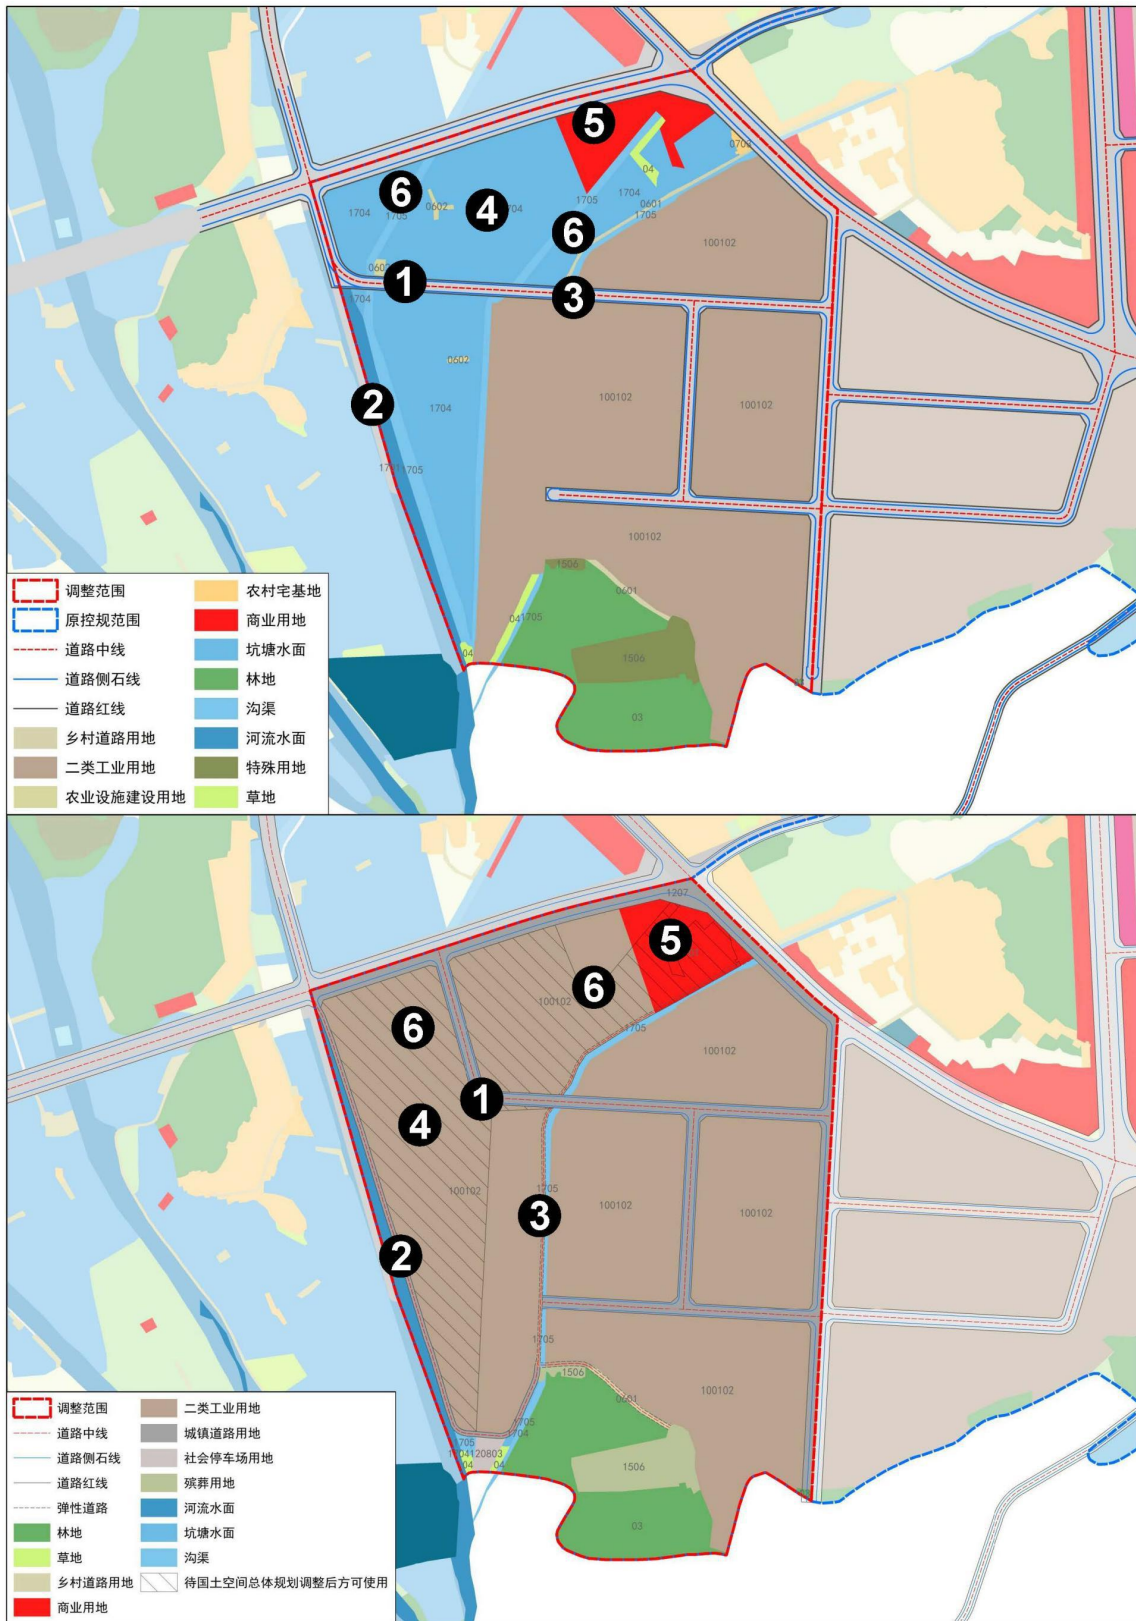 5
0703
6
04
4
1704
1705
0602
704
1705
1704
0601
1705
6
100102
0602
1
3
1704
0602
100102
100102
2
1704
1705
100102
1506
0601
04
1705
04
1506
03
调整范围
农村宅基地
原控规范围
商业用地
道路中线
坑塘水面
道路侧石线
林地
道路红线
沟渠
乡村道路用地
河流水面
二类工业用地
特殊用地
农业设施建设用地
草地
1207
5
100102
6
6
1705
100102
1
4
100102
1705
3
100102
100102
2
1705
1506
100102
0601
1705
1704
1705
120803
04
04
1506
03
调整范围
二类工业用地
道路中线
城镇道路用地
道路侧石线
社会停车场用地
道路红线
殡葬用地
弹性道路
河流水面
林地
坑塘水面
草地
沟渠
乡村道路用地
待国土空间总体规划调整后方可使用
商业用地